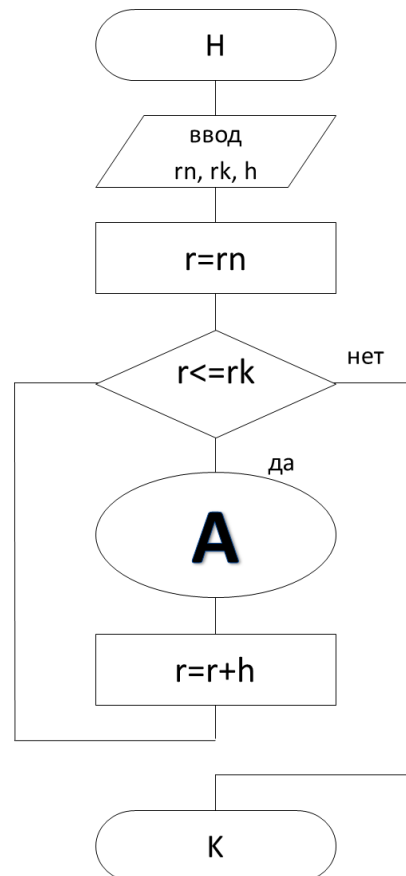 Н
ввод
rn, rk, h
r=rn
r<=rk
нет
да
А
r=r+h
К